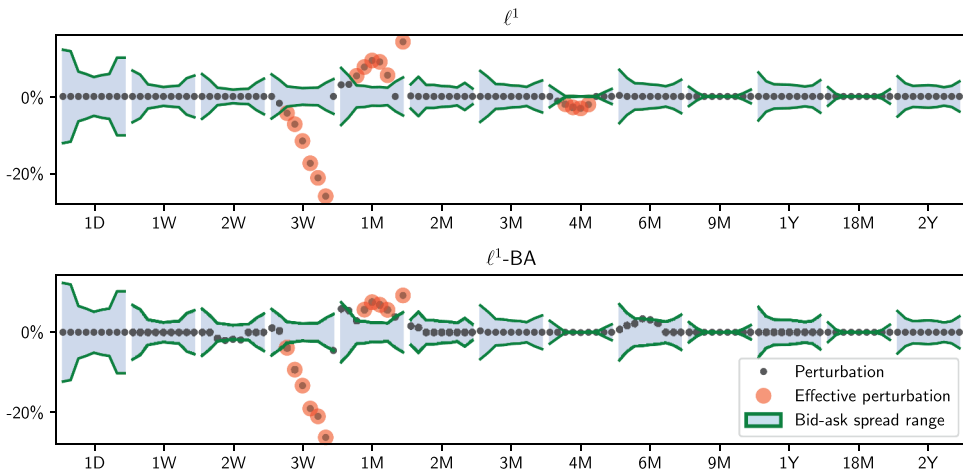 ℓ¹
0%
-20%
1D 1W 2W 3W 1M 2M 3M 4M 6M 9M 1Y 18M 2Y
ℓ¹-BA
0%
-20%
Perturbation
Effective perturbation
Bid-ask spread range
1D 1W 2W 3W 1M 2M 3M 4M 6M 9M 1Y 18M 2Y